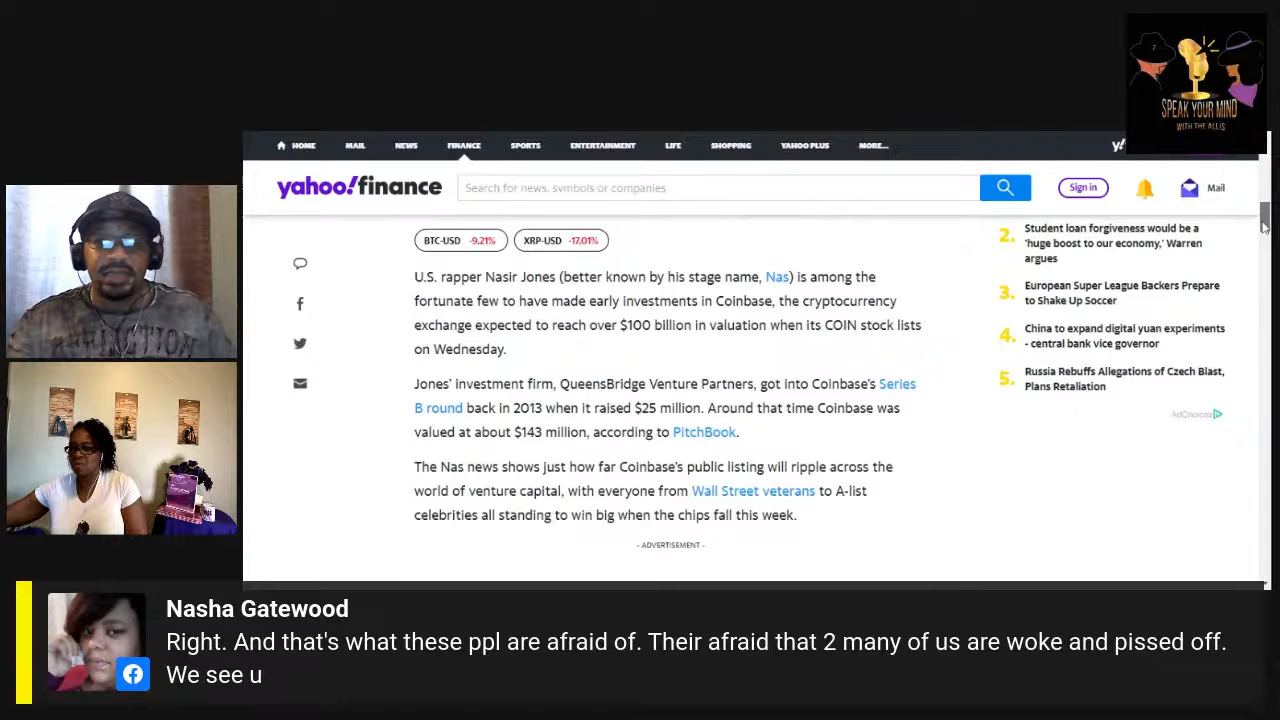 7
SPEAK YOUR MIND
WITH THE ALLIS
HOME MAIL NEWS FINANCE SPORTS ENTERTAINMENT LIFE SHOPPING YAHOO PLUS MORE... y!
yahoo!finance Search for news, symbols or companies Sign in Mail
BTC-USD -9.21% XRP-USD -17.01%
U.S. rapper Nasir Jones (better known by his stage name, Nas) is among the
fortunate few to have made early investments in Coinbase, the cryptocurrency
exchange expected to reach over $100 billion in valuation when its COIN stock lists
on Wednesday.
Jones' investment firm, QueensBridge Venture Partners, got into Coinbase's Series
B round back in 2013 when it raised $25 million. Around that time Coinbase was
valued at about $143 million, according to PitchBook.
The Nas news shows just how far Coinbase's public listing will ripple across the
world of venture capital, with everyone from Wall Street veterans to A-list
celebrities all standing to win big when the chips fall this week.
- ADVERTISEMENT -
2. Student loan forgiveness would be a
'huge boost to our economy,' Warren
argues
3. European Super League Backers Prepare
to Shake Up Soccer
4. China to expand digital yuan experiments
- central bank vice governor
5. Russia Rebuffs Allegations of Czech Blast,
Plans Retaliation
AdChoices
Nasha Gatewood
Right. And that's what these ppl are afraid of. Their afraid that 2 many of us are woke and pissed off.
We see u